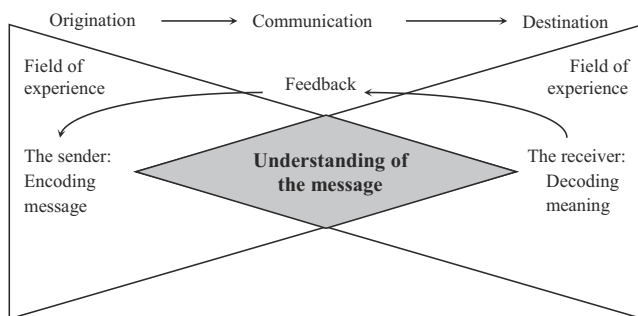 Origination Communication Destination
Field of
experience
Field of
experience
Feedback
The sender:
Encoding
message
Understanding of
the message
The receiver:
Decoding
meaning